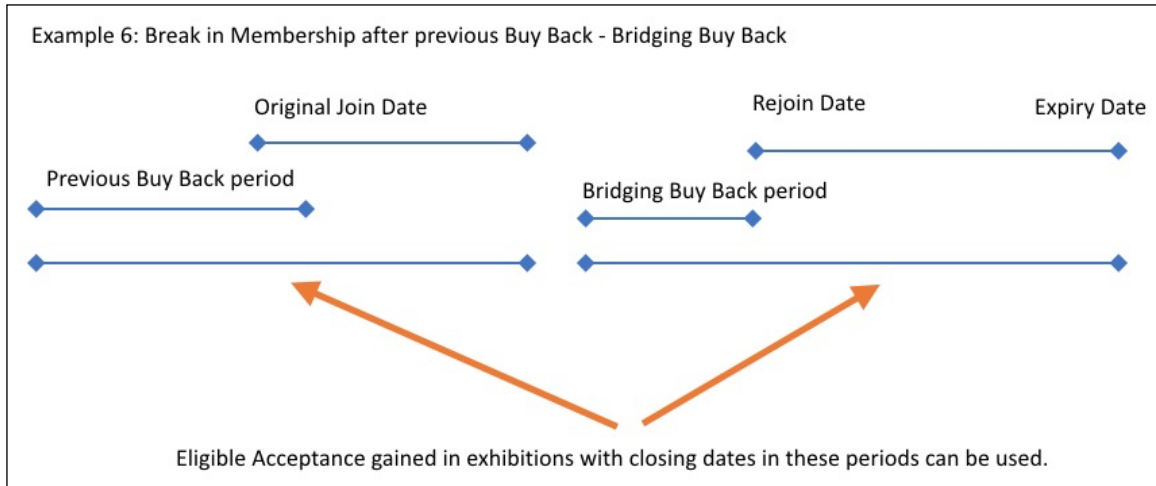 Example 6: Break in Membership after previous Buy Back - Bridging Buy Back
Original Join Date
Rejoin Date
Expiry Date
Previous Buy Back period
Bridging Buy Back period
Eligible Acceptance gained in exhibitions with closing dates in these periods can be used.